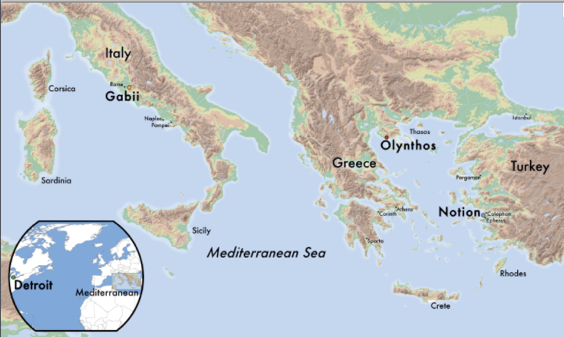 Italy
Rome
Gabii
Corsica
Naples
Pompeii
Sardinia
Sicily
Mediterranean Sea
Istanbul
Thasos
Olynthos
Greece
Turkey
Pergamon
Notion
Colophon
Ephesus
Athens
Corinth
Sparta
Rhodes
Crete
Detroit
Mediterranean